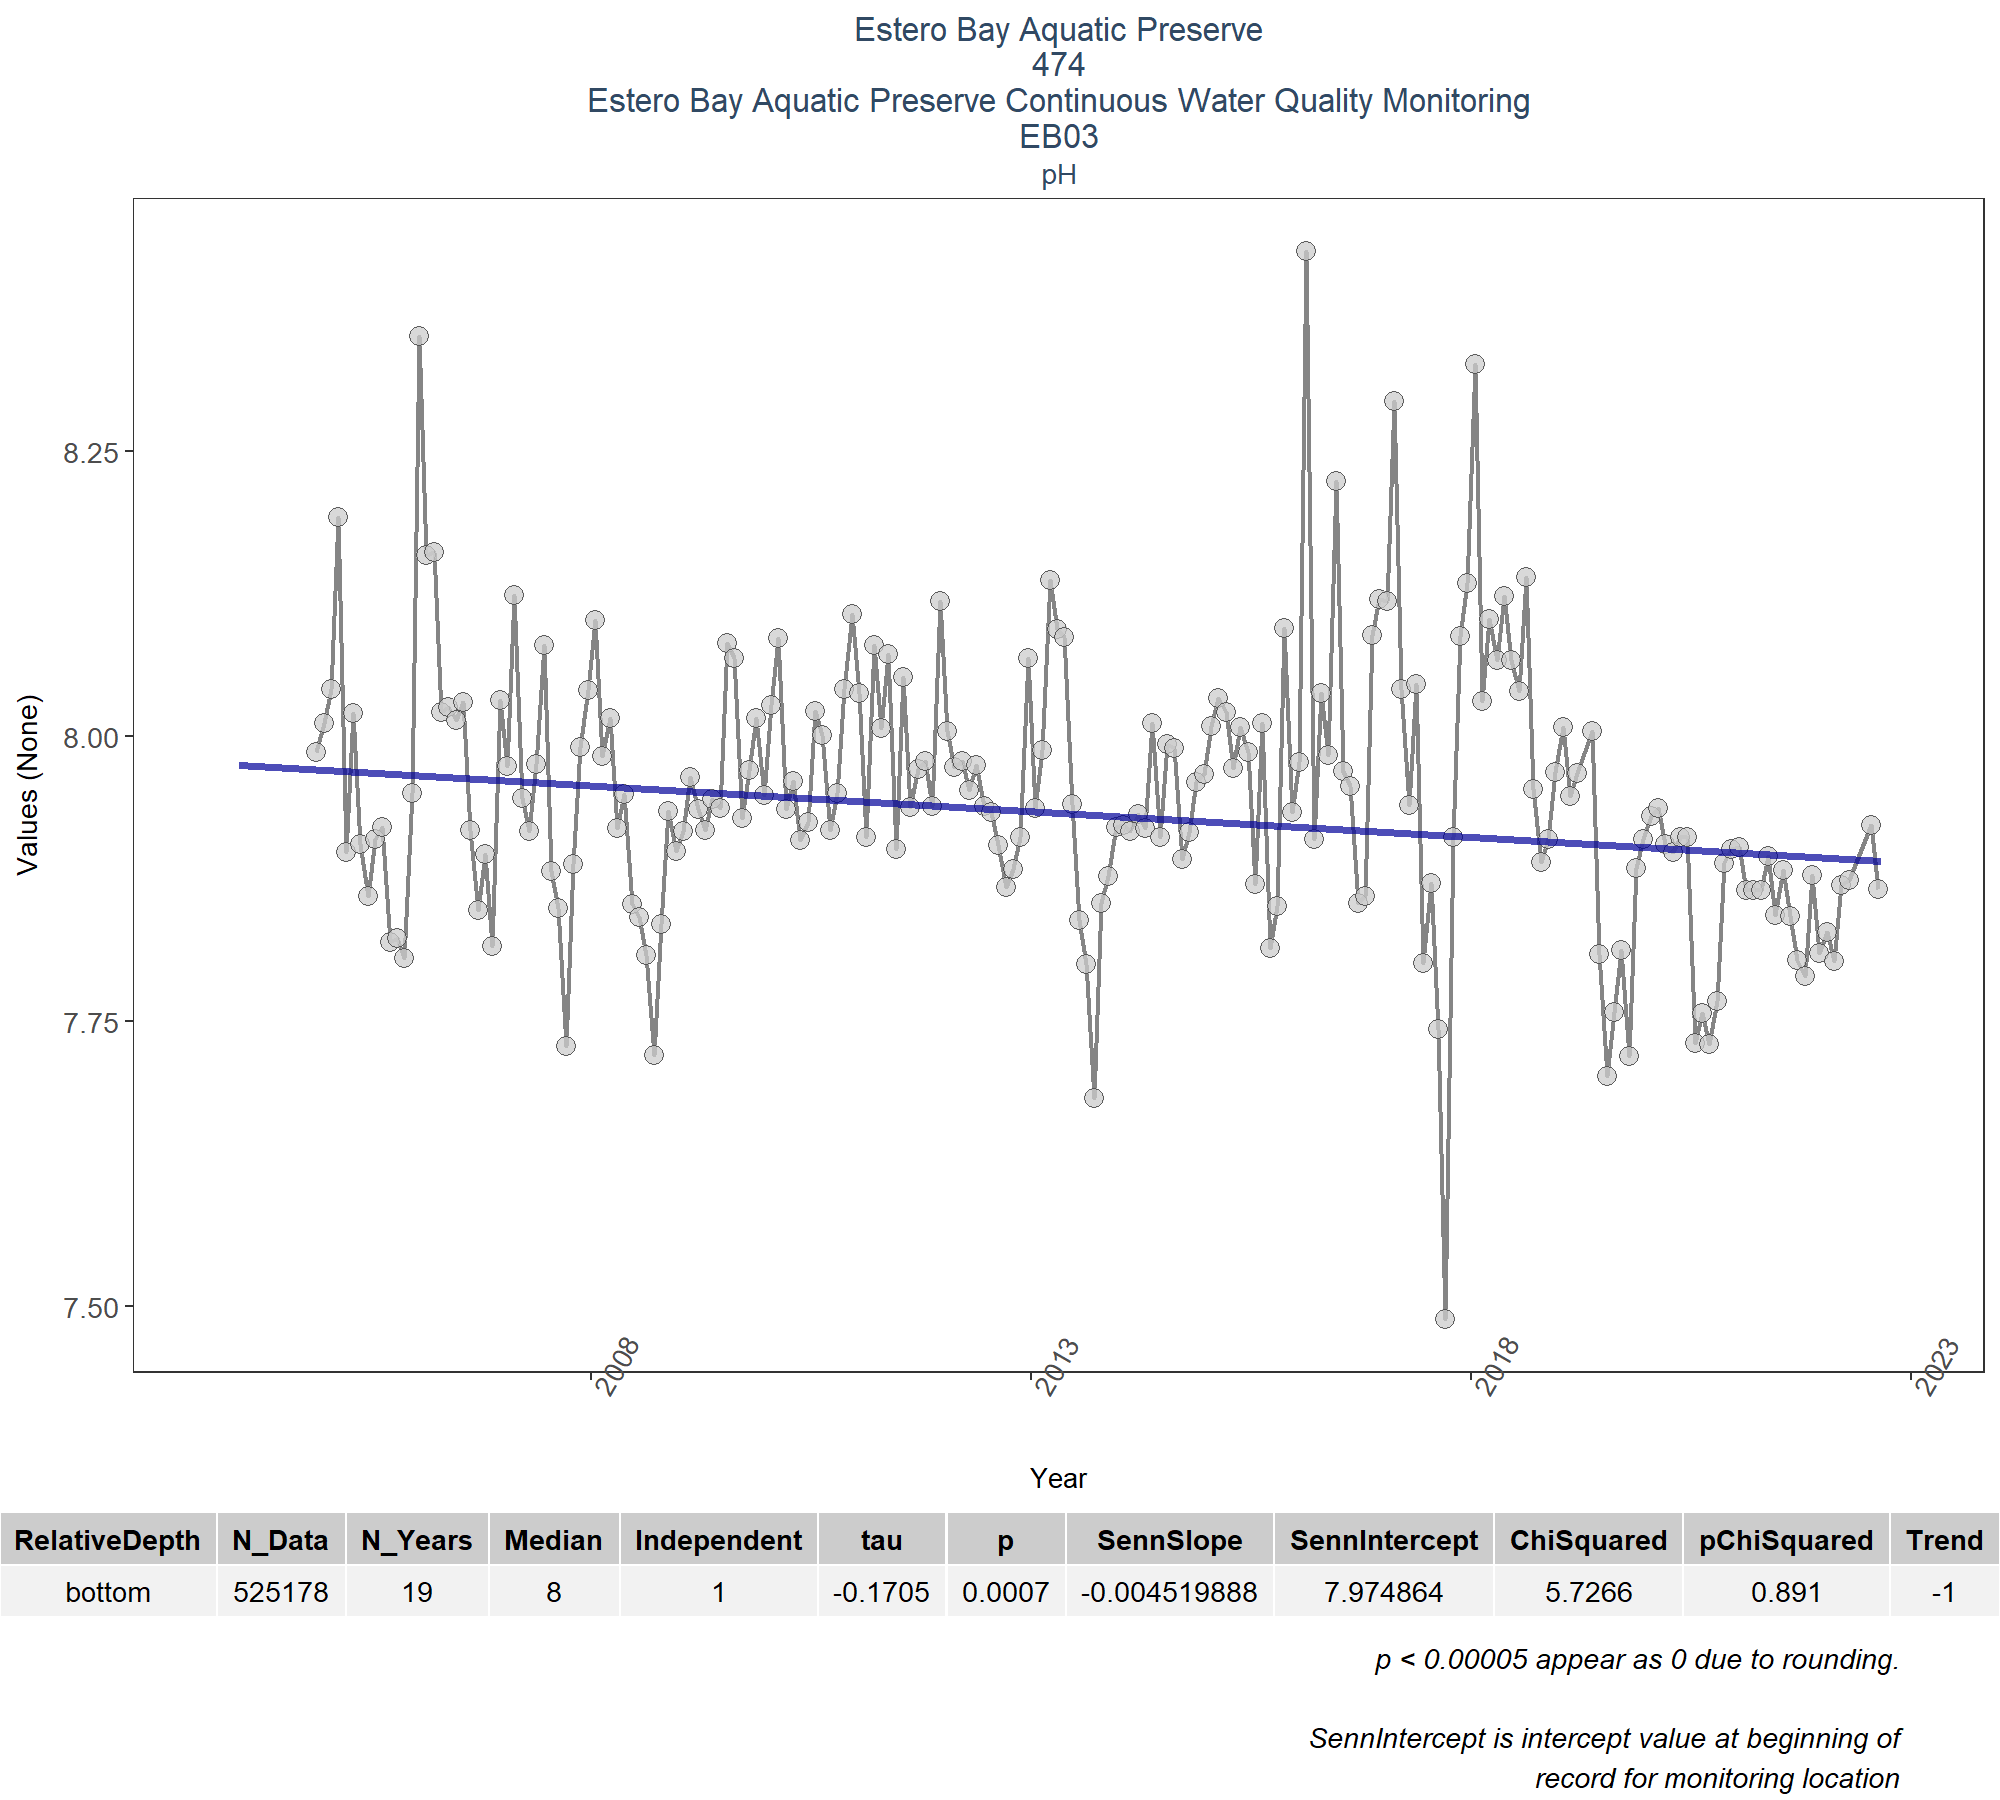 Estero Bay Aquatic Preserve
474
Estero Bay Aquatic Preserve Continuous Water Quality Monitoring
EB03
pH
Values (None)
8.25
8.00
7.75
7.50
2008 2013 2018 2023
Year
RelativeDepth N_Data N_Years Median Independent tau p SennSlope SennIntercept ChiSquared pChiSquared Trend
bottom 525178 19 8 1 -0.1705 0.0007 -0.004519888 7.974864 5.7266 0.891 -1
p < 0.00005 appear as 0 due to rounding.
SennIntercept is intercept value at beginning of
record for monitoring location